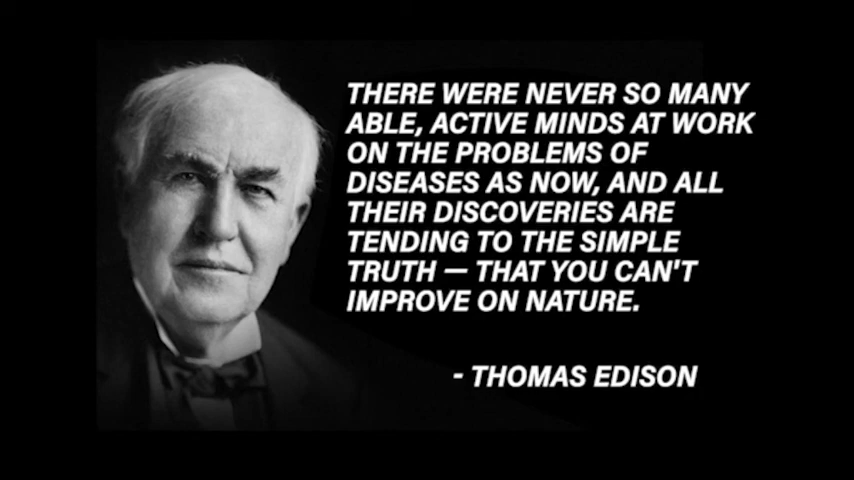 THERE WERE NEVER SO MANY
ABLE, ACTIVE MINDS AT WORK
ON THE PROBLEMS OF
DISEASES AS NOW, AND ALL
THEIR DISCOVERIES ARE
TENDING TO THE SIMPLE
TRUTH — THAT YOU CAN'T
IMPROVE ON NATURE.
- THOMAS EDISON